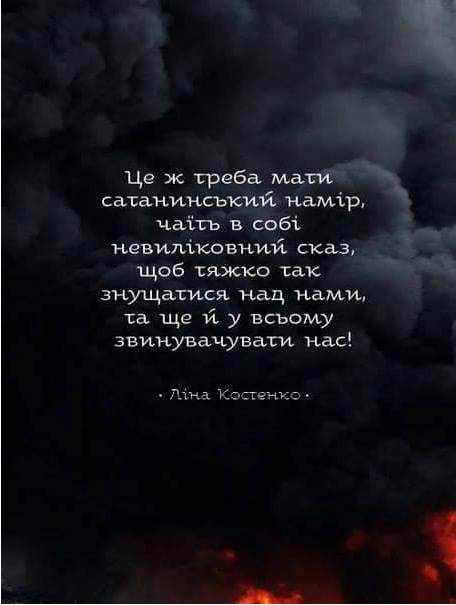 Це ж треба мати
сатанинський намір,
чаїть в собі
невиліковний сказ,
щоб тяжко так
знущатися над нами,
та ще й у всьому
звинувачувати нас!
· Ліна Костенко ·